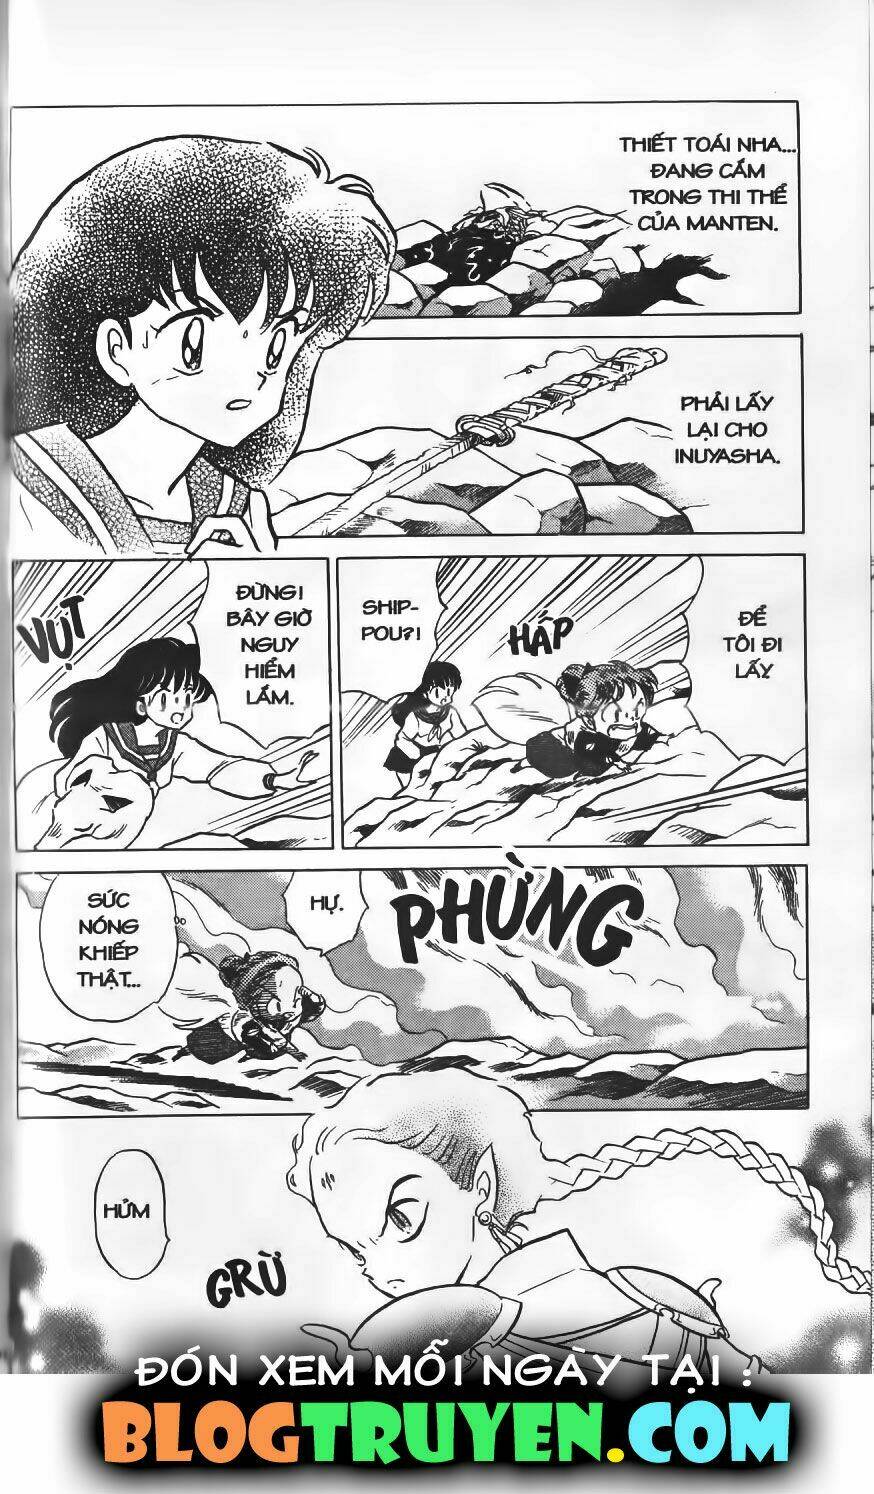 THIẾT TOÁI NHA...
ĐANG CẮM
TRONG THI THỂ
CỦA MANTEN.
PHẢI LẤY
LẠI CHO
INUYASHA.
ĐỪNG!
BÂY GIỜ
NGUY
HIỂM
LẮM.
VỤT
SHIP-
POU?!
HẤP
ĐỂ
TÔI ĐI
LẤY.
SỨC
NÓNG
KHIẾP
THẬT...
HỰ.
PHỪNG
HỬM
GRỪ
ĐÓN XEM MỖI NGÀY TẠI :
BLOGTRUYEN.COM